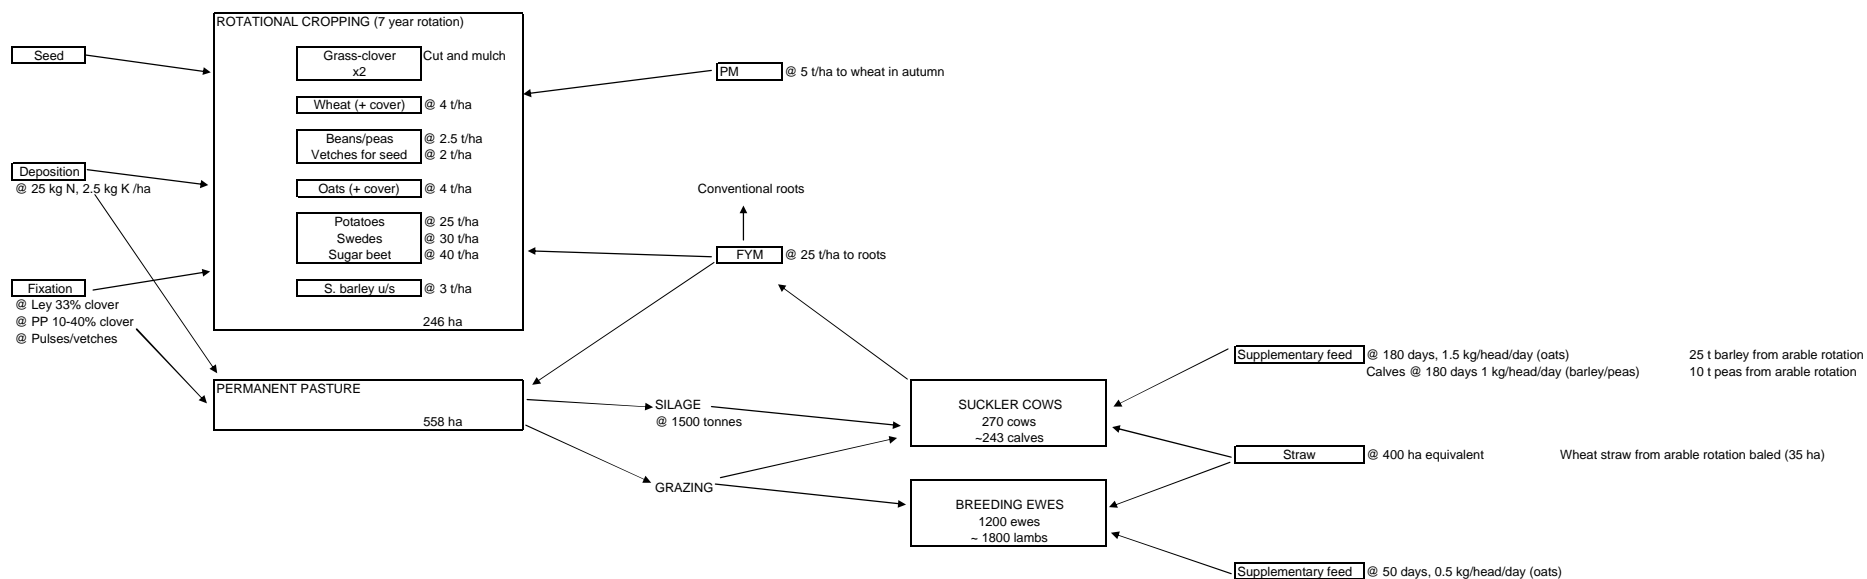 ROTATIONAL CROPPING (7 year rotation)
Seed
Grass-clover
x2
Cut and mulch
PM
@ 5 t/ha to wheat in autumn
Wheat (+ cover)
@ 4 t/ha
Beans/peas
@ 2.5 t/ha
Vetches for seed
@ 2 t/ha
Deposition
@ 25 kg N, 2.5 kg K /ha
Oats (+ cover)
@ 4 t/ha
Conventional roots
Potatoes
@ 25 t/ha
Swedes
@ 30 t/ha
Sugar beet
@ 40 t/ha
FYM
@ 25 t/ha to roots
Fixation
@ Ley 33% clover
@ PP 10-40% clover
@ Pulses/vetches
S. barley u/s
@ 3 t/ha
246 ha
Supplementary feed
@ 180 days, 1.5 kg/head/day (oats)
25 t barley from arable rotation
Calves @ 180 days 1 kg/head/day (barley/peas)
10 t peas from arable rotation
PERMANENT PASTURE
558 ha
SILAGE
@ 1500 tonnes
SUCKLER COWS
270 cows
~243 calves
Straw
@ 400 ha equivalent
Wheat straw from arable rotation baled (35 ha)
GRAZING
BREEDING EWES
1200 ewes
~ 1800 lambs
Supplementary feed
@ 50 days, 0.5 kg/head/day (oats)